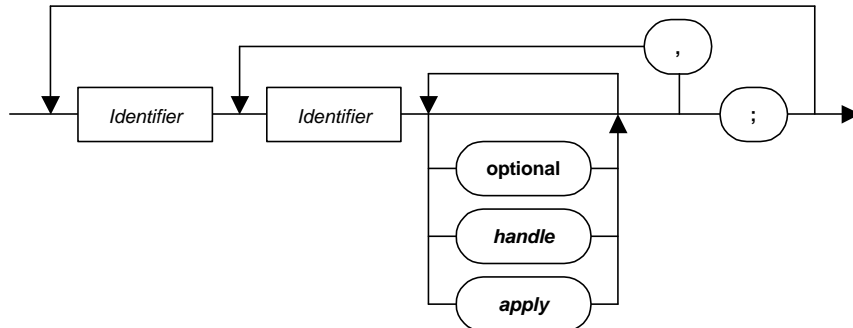 ,
Identifier
Identifier
;
optional
handle
apply